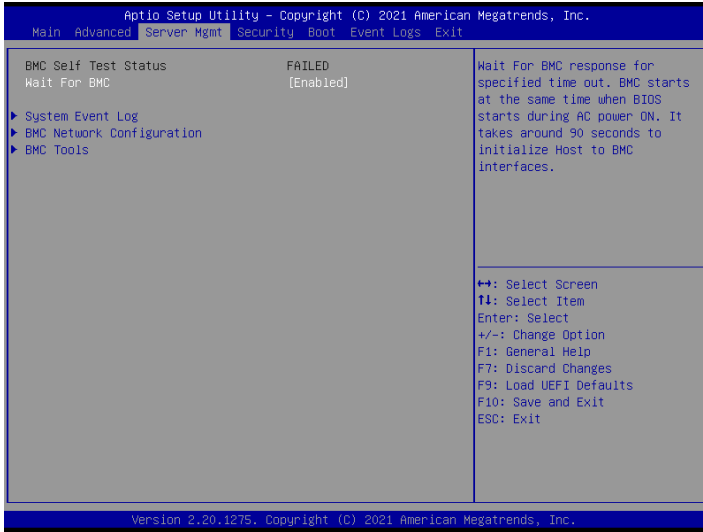 Aptio Setup Utility – Copyright (C) 2021 American Megatrends, Inc.
Main Advanced Server Mgmt Security Boot Event Logs Exit
BMC Self Test Status FAILED
Wait For BMC [Enabled]
▶ System Event Log
▶ BMC Network Configuration
▶ BMC Tools
Wait For BMC response for
specified time out. BMC starts
at the same time when BIOS
starts during AC power ON. It
takes around 90 seconds to
initialize Host to BMC
interfaces.
↔: Select Screen
↑↓: Select Item
Enter: Select
+/-: Change Option
F1: General Help
F7: Discard Changes
F9: Load UEFI Defaults
F10: Save and Exit
ESC: Exit
Version 2.20.1275. Copyright (C) 2021 American Megatrends, Inc.